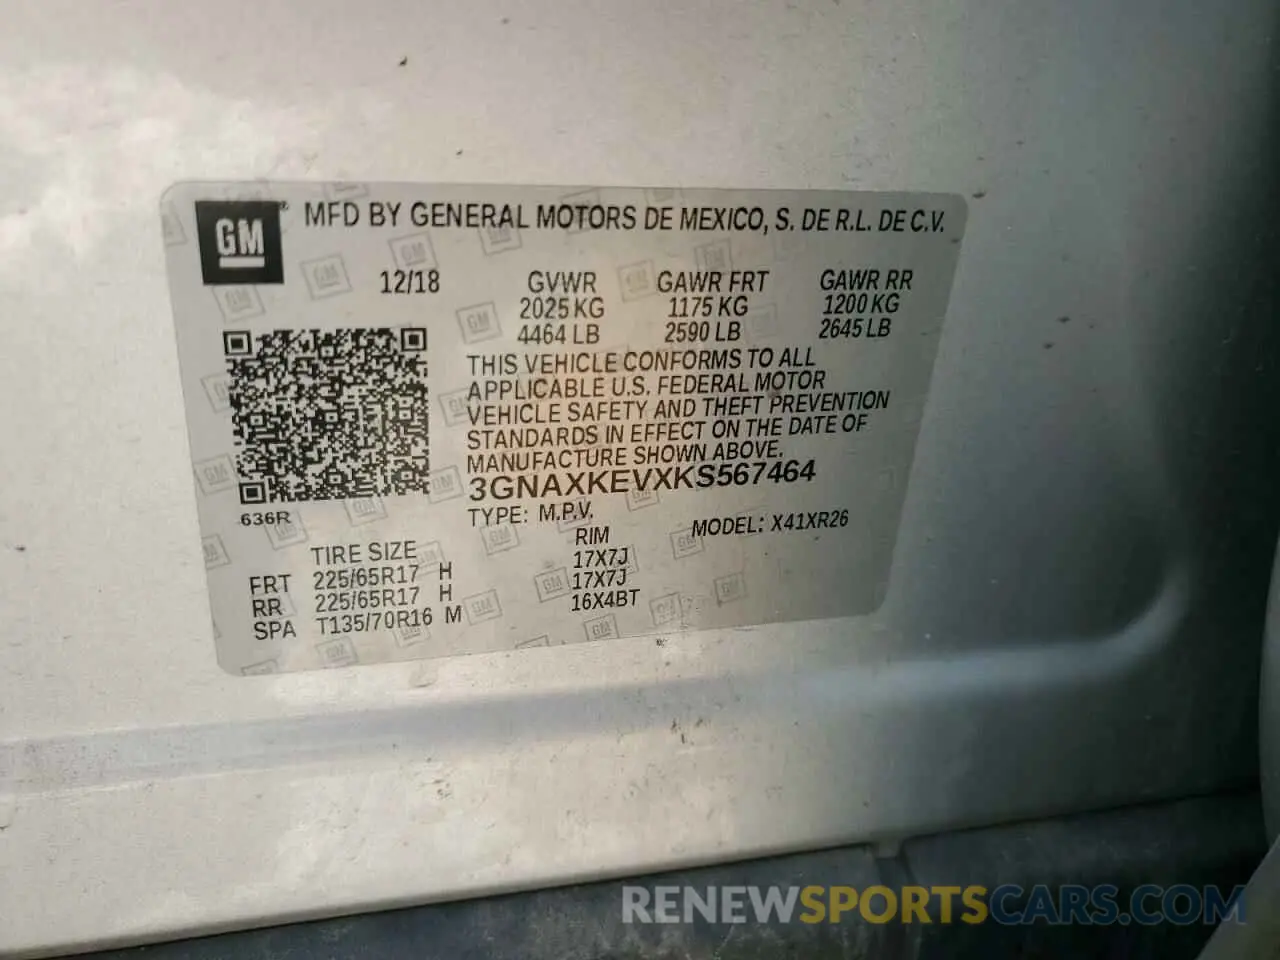 GM® MFD BY GENERAL MOTORS DE MEXICO, S. DE R.L. DE C.V.
12/18 GVWR GAWR FRT GAWR RR
2025 KG 1175 KG 1200 KG
4464 LB 2590 LB 2645 LB
THIS VEHICLE CONFORMS TO ALL
APPLICABLE U.S. FEDERAL MOTOR
VEHICLE SAFETY AND THEFT PREVENTION
STANDARDS IN EFFECT ON THE DATE OF
MANUFACTURE SHOWN ABOVE.
3GNAXKEVXKS567464
636R
TYPE: M.P.V. MODEL: X41XR26
TIRE SIZE RIM
FRT 225/65R17 H 17X7J
RR 225/65R17 H 17X7J
SPA T135/70R16 M 16X4BT
RENEWSPORTSCARS.COM